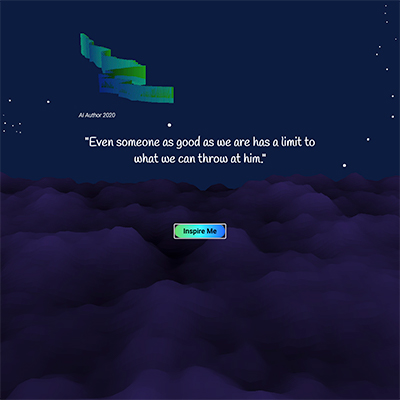 AI Author 2020
"Even someone as good as we are has a limit to
what we can throw at him."
Inspire Me